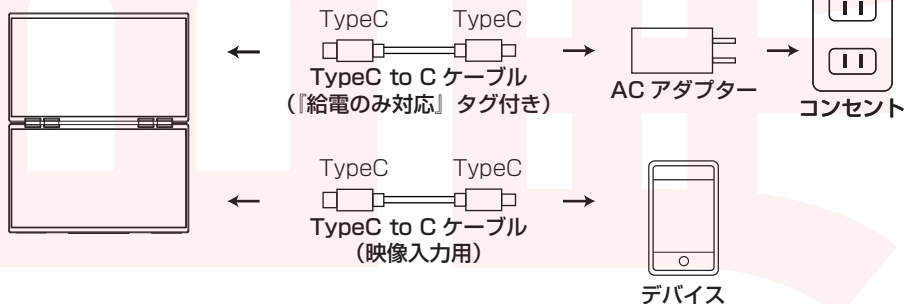 TypeC TypeC
TypeC to C ケーブル
（『給電のみ対応』タグ付き）
AC アダプター
コンセント
TypeC TypeC
TypeC to C ケーブル
（映像入力用）
デバイス